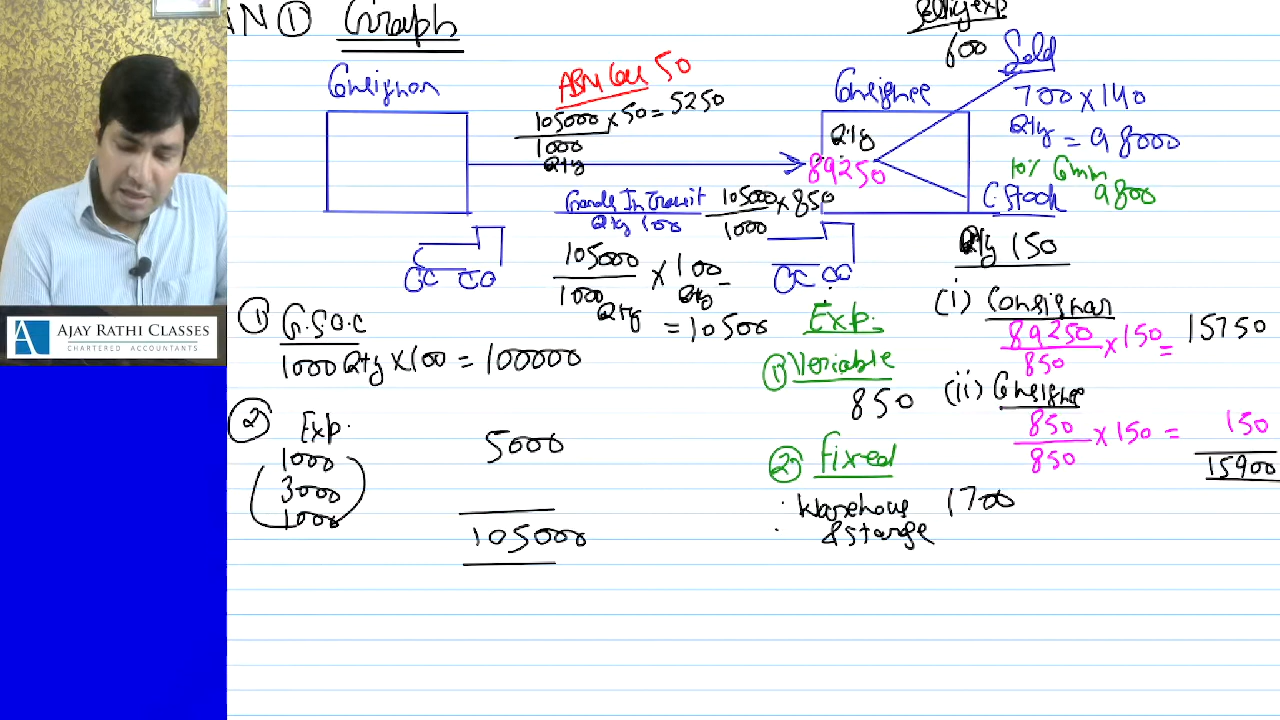 AN ① Graph
Selling exp.
600
Sold
Consignor
ABN Loss 50
105000/1000 Qty × 50 = 5250
Consignee
Qty
89250
700 × 140
Qty = 98000
10% Comm
9800
Goods In Transit
Qty 100
105000/1000 × 850
C Stock
Qty 150
105000/1000 Qty × 100 Qty
= 10500
① G.S.O.C
1000 Qty × 100 = 100000
② Exp.
1000
3000
1000
5000
105000
Exp.
① Variable
850
② Fixed
Warehouse 1700
& Storage
(i) Consignor
89250/850 × 150 = 15750
(ii) Consignee
850/850 × 150 = 150
15900
AJAY RATHI CLASSES
CHARTERED ACCOUNTANTS